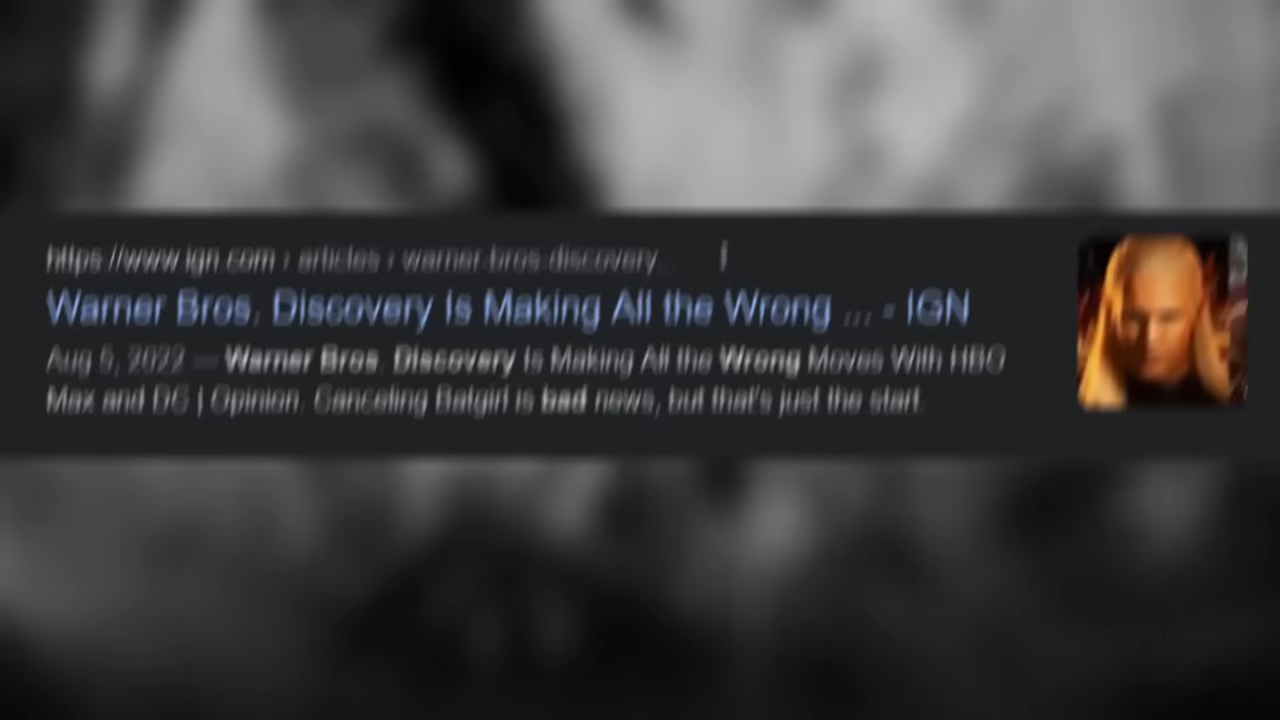 https://www.ign.com › articles › warner-bros-discovery...
Warner Bros. Discovery Is Making All the Wrong ... - IGN
Aug 5, 2022 — Warner Bros. Discovery Is Making All the Wrong Moves With HBO
Max and DC | Opinion. Canceling Batgirl is bad news, but that's just the start.